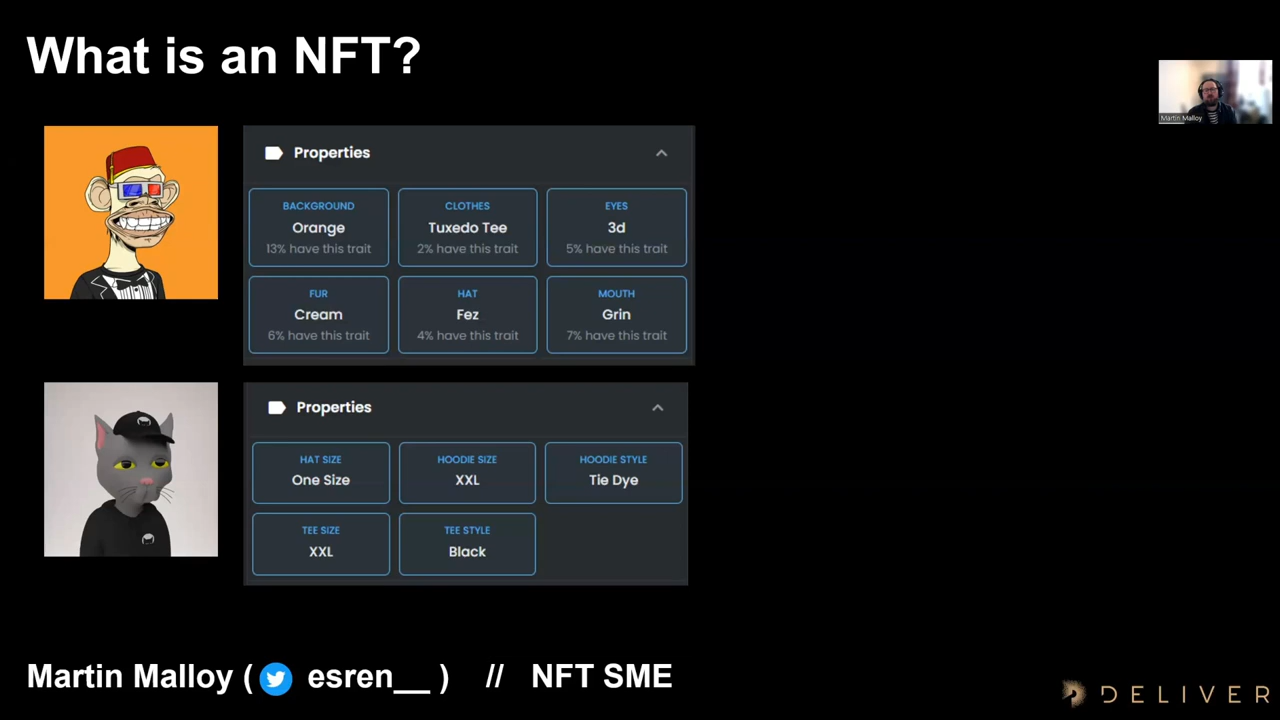 What is an NFT?
Martin Malloy
Properties
BACKGROUND CLOTHES EYES
Orange Tuxedo Tee 3d
13% have this trait 2% have this trait 5% have this trait
FUR HAT MOUTH
Cream Fez Grin
6% have this trait 4% have this trait 7% have this trait
Properties
HAT SIZE HOODIE SIZE HOODIE STYLE
One Size XXL Tie Dye
TEE SIZE TEE STYLE
XXL Black
Martin Malloy ( esren__ ) // NFT SME
DELIVER